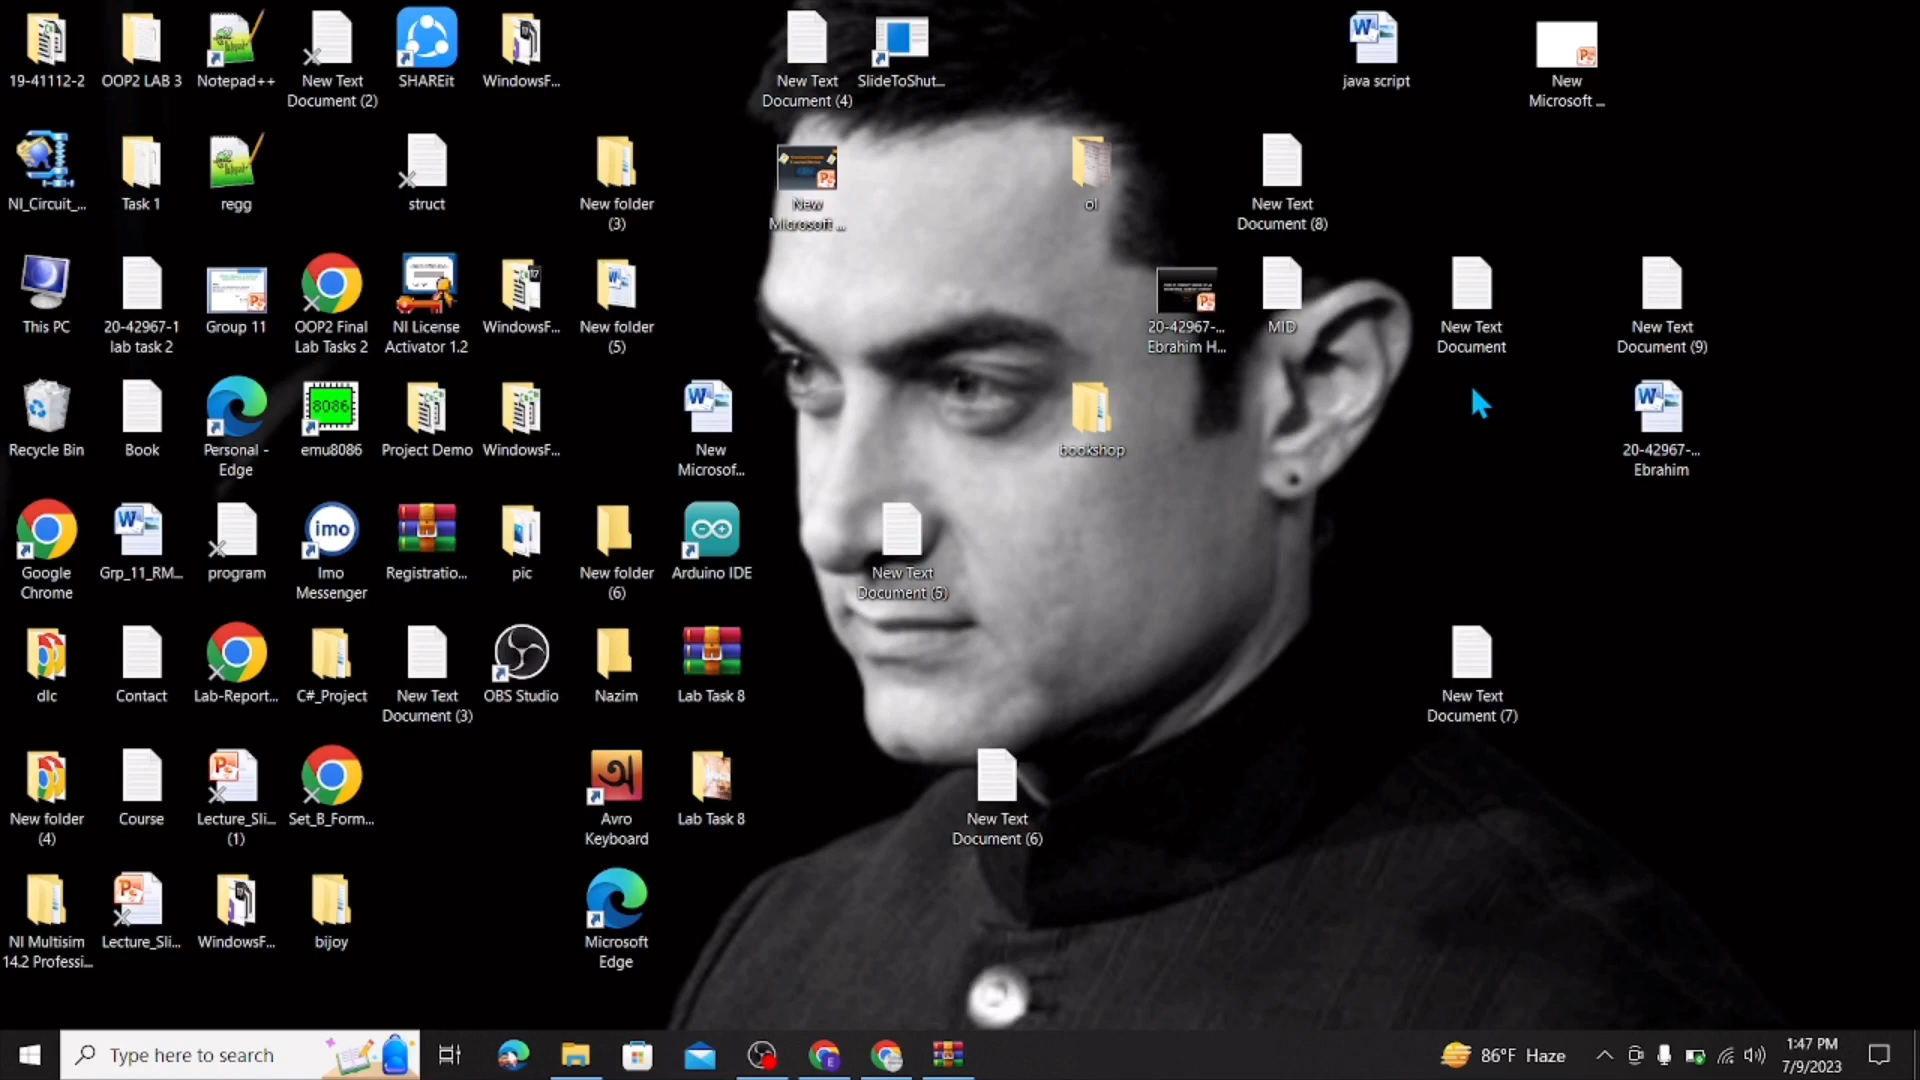 19-41112-2
OOP2 LAB 3
Notepad++
New Text
Document (2)
SHAREit
WindowsF...
New Text
Document (4)
SlideToShut...
java script
New
Microsoft ...
NI_Circuit_...
Task 1
regg
struct
New folder
(3)
New
Microsoft ...
ol
New Text
Document (8)
This PC
20-42967-1
lab task 2
Group 11
OOP2 Final
Lab Tasks 2
NI License
Activator 1.2
WindowsF...
New folder
(5)
20-42967-...
Ebrahim H...
MID
New Text
Document
New Text
Document (9)
Recycle Bin
Book
Personal -
Edge
8086
emu8086
Project Demo
WindowsF...
New
Microsof...
bookshop
20-42967-...
Ebrahim
Google
Chrome
Grp_11_RM...
program
imo
Imo
Messenger
Registratio...
pic
New folder
(6)
Arduino IDE
New Text
Document (5)
dlc
Contact
Lab-Report...
C#_Project
New Text
Document (3)
OBS Studio
Nazim
Lab Task 8
New Text
Document (7)
New folder
(4)
Course
Lecture_Sli...
(1)
Set_B_Form...
অ
Avro
Keyboard
Lab Task 8
New Text
Document (6)
NI Multisim
14.2 Professi...
Lecture_Sli...
WindowsF...
bijoy
Microsoft
Edge
Type here to search
86°F Haze
1:47 PM
7/9/2023